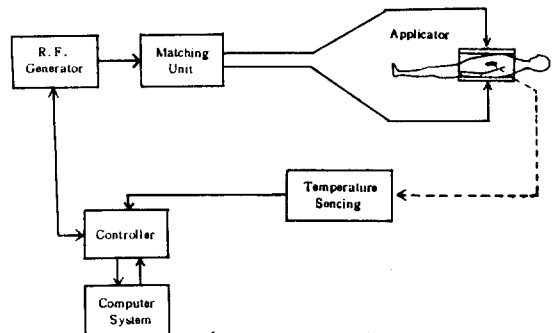 R.F.
Generator
Matching
Unit
Applicator
Temperature
Sencing
Controller
Computer
System